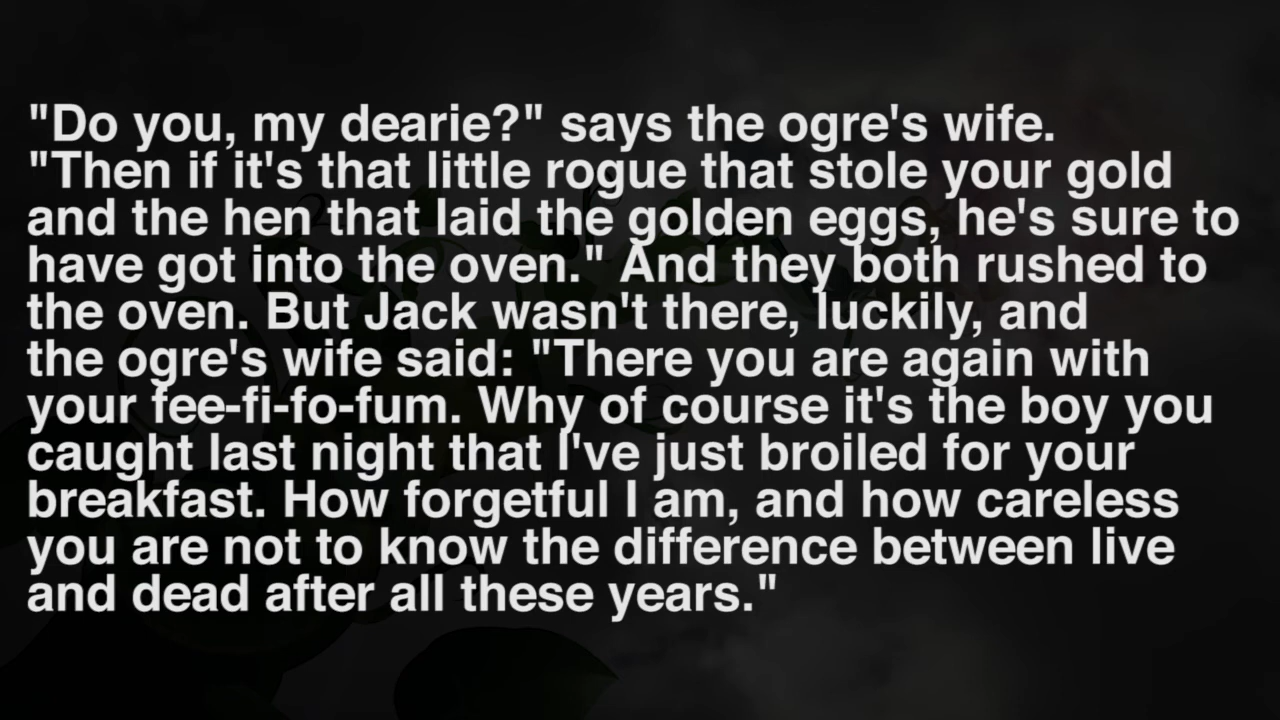 "Do you, my dearie?" says the ogre's wife.
"Then if it's that little rogue that stole your gold
and the hen that laid the golden eggs, he's sure to
have got into the oven." And they both rushed to
the oven. But Jack wasn't there, luckily, and
the ogre's wife said: "There you are again with
your fee-fi-fo-fum. Why of course it's the boy you
caught last night that I've just broiled for your
breakfast. How forgetful I am, and how careless
you are not to know the difference between live
and dead after all these years."